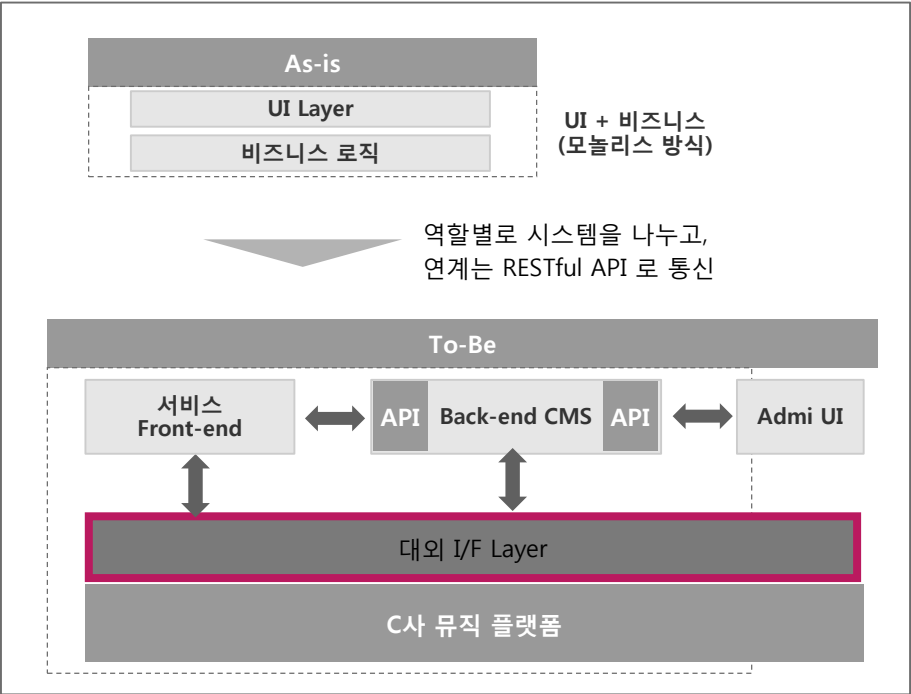 As-is
UI Layer
비즈니스 로직
UI + 비즈니스
(모놀리스 방식)
역할별로 시스템을 나누고,
연계는 RESTful API 로 통신
To-Be
서비스
Front-end
API
Back-end CMS
API
Admi UI
대외 I/F Layer
C사 뮤직 플랫폼